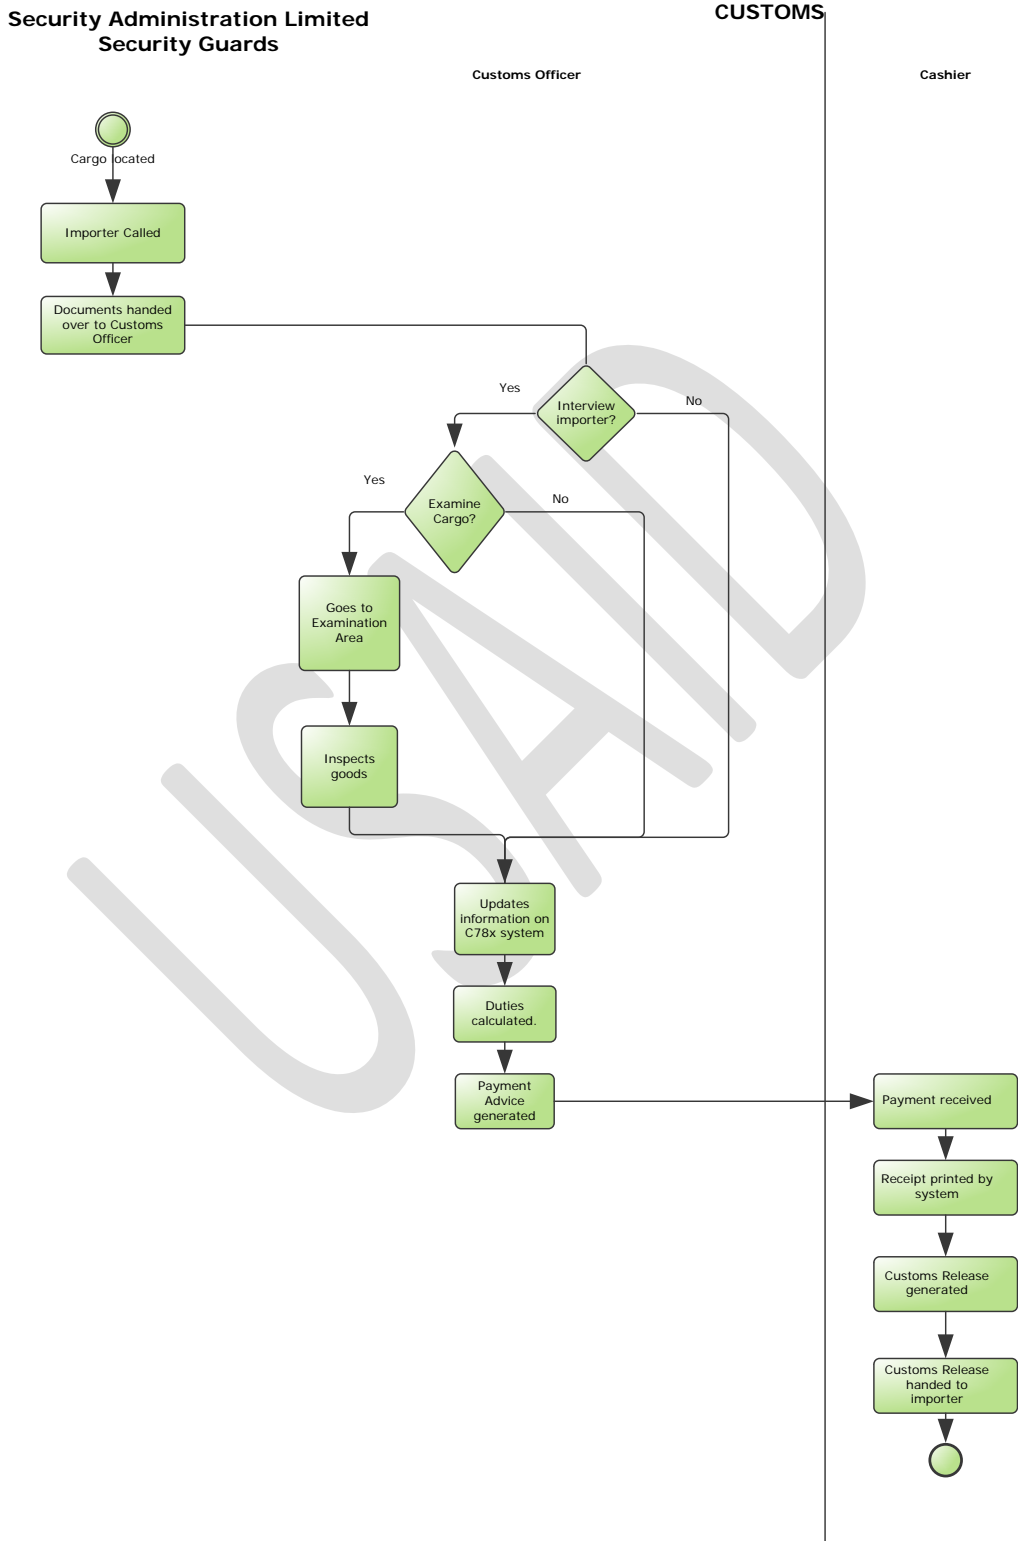 Security Administration Limited
Security Guards
CUSTOMS
Customs Officer
Cashier
Cargo located
Importer Called
Documents handed
over to Customs
Officer
Interview
importer?
Yes
No
Examine
Cargo?
Yes
No
Goes to
Examination
Area
Inspects
goods
Updates
information on
C78x system
Duties
calculated.
Payment
Advice
generated
Payment received
Receipt printed by
system
Customs Release
generated
Customs Release
handed to
importer
USAID